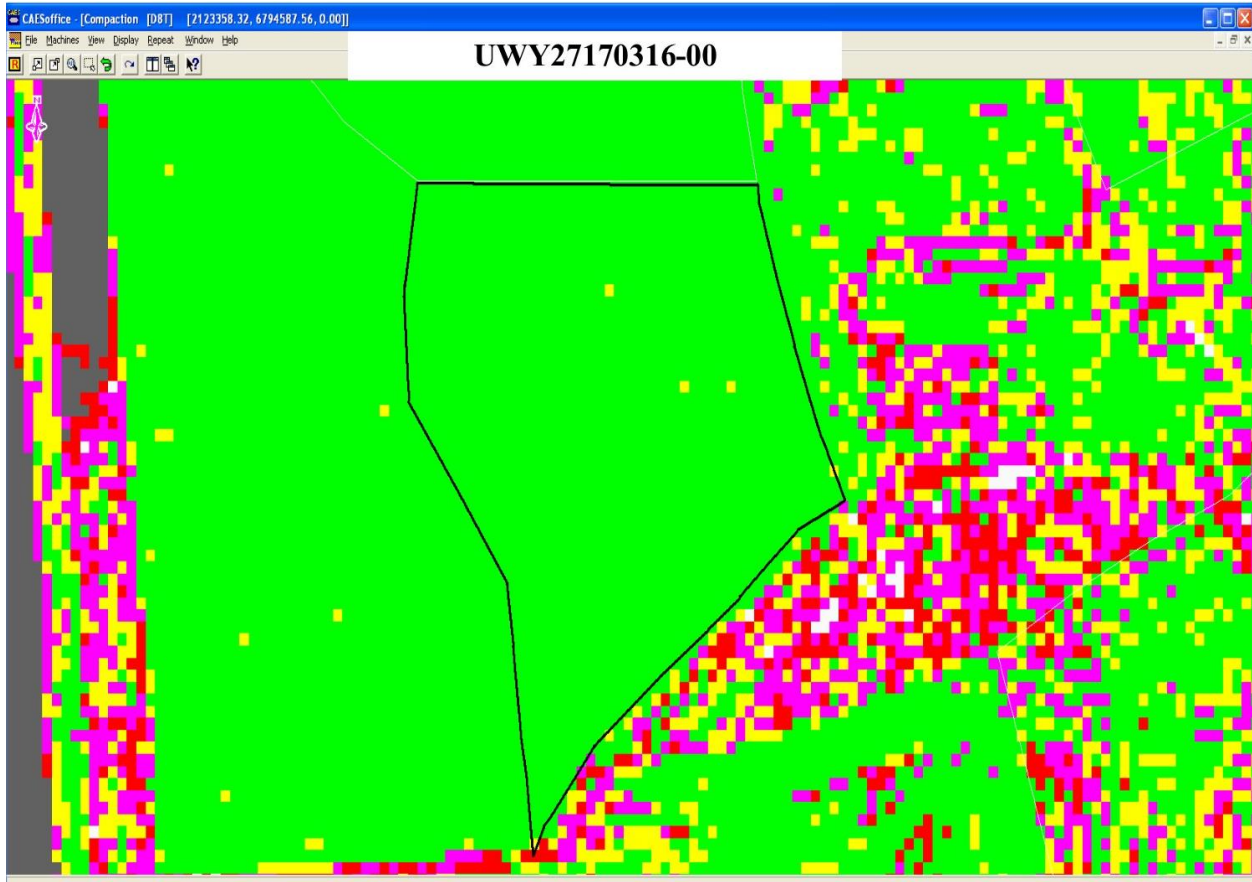 CAESoffice - [Compaction [D8T] [2123358.32, 6794587.56, 0.00]]
File Machines View Display Repeat Window Help
UWY27170316-00
R
N